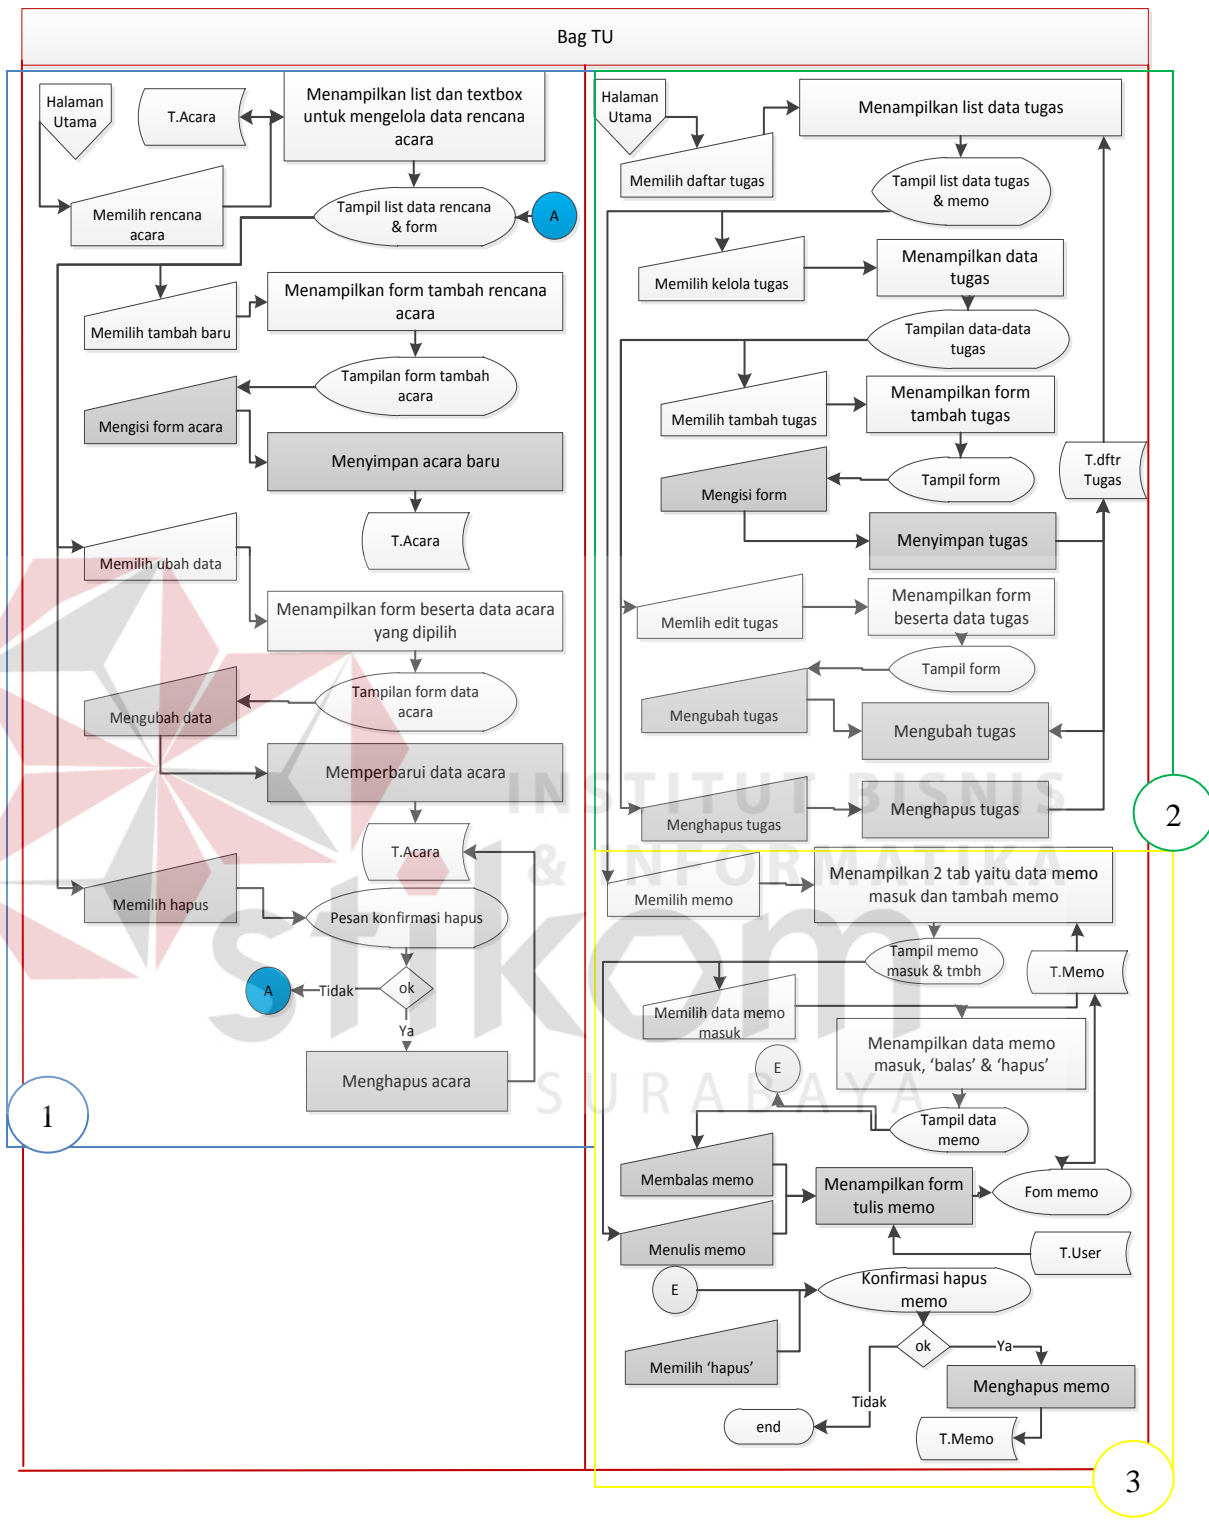 Bag TU
Halaman
Utama
T.Acara
Menampilkan list dan textbox
untuk mengelola data rencana
acara
Memilih rencana
acara
Tampil list data rencana
& form
A
Memilih tambah baru
Menampilkan form tambah rencana
acara
Tampilan form tambah
acara
Mengisi form acara
Menyimpan acara baru
T.Acara
Memilih ubah data
Menampilkan form beserta data acara
yang dipilih
Tampilan form data
acara
Mengubah data
Memperbarui data acara
T.Acara
Memilih hapus
Pesan konfirmasi hapus
A
Tidak
ok
Ya
Menghapus acara
1
Halaman
Utama
Memilih daftar tugas
Menampilkan list data tugas
Tampil list data tugas
& memo
Memilih kelola tugas
Menampilkan data
tugas
Tampilan data-data
tugas
Memilih tambah tugas
Menampilkan form
tambah tugas
T.dftr
Tugas
Tampil form
Mengisi form
Menyimpan tugas
Memlih edit tugas
Menampilkan form
beserta data tugas
Tampil form
Mengubah tugas
Mengubah tugas
Menghapus tugas
Menghapus tugas
2
Memilih memo
Menampilkan 2 tab yaitu data memo
masuk dan tambah memo
Tampil memo
masuk & tmbh
T.Memo
Memilih data memo
masuk
Menampilkan data memo
masuk, ‘balas’ & ‘hapus’
E
Tampil data
memo
Membalas memo
Menampilkan form
tulis memo
Fom memo
Menulis memo
T.User
E
Konfirmasi hapus
memo
Memilih ‘hapus’
ok
Ya
Menghapus memo
Tidak
end
T.Memo
3
INSTITUT BISNIS
& INFORMATIKA
stikom
SURABAYA